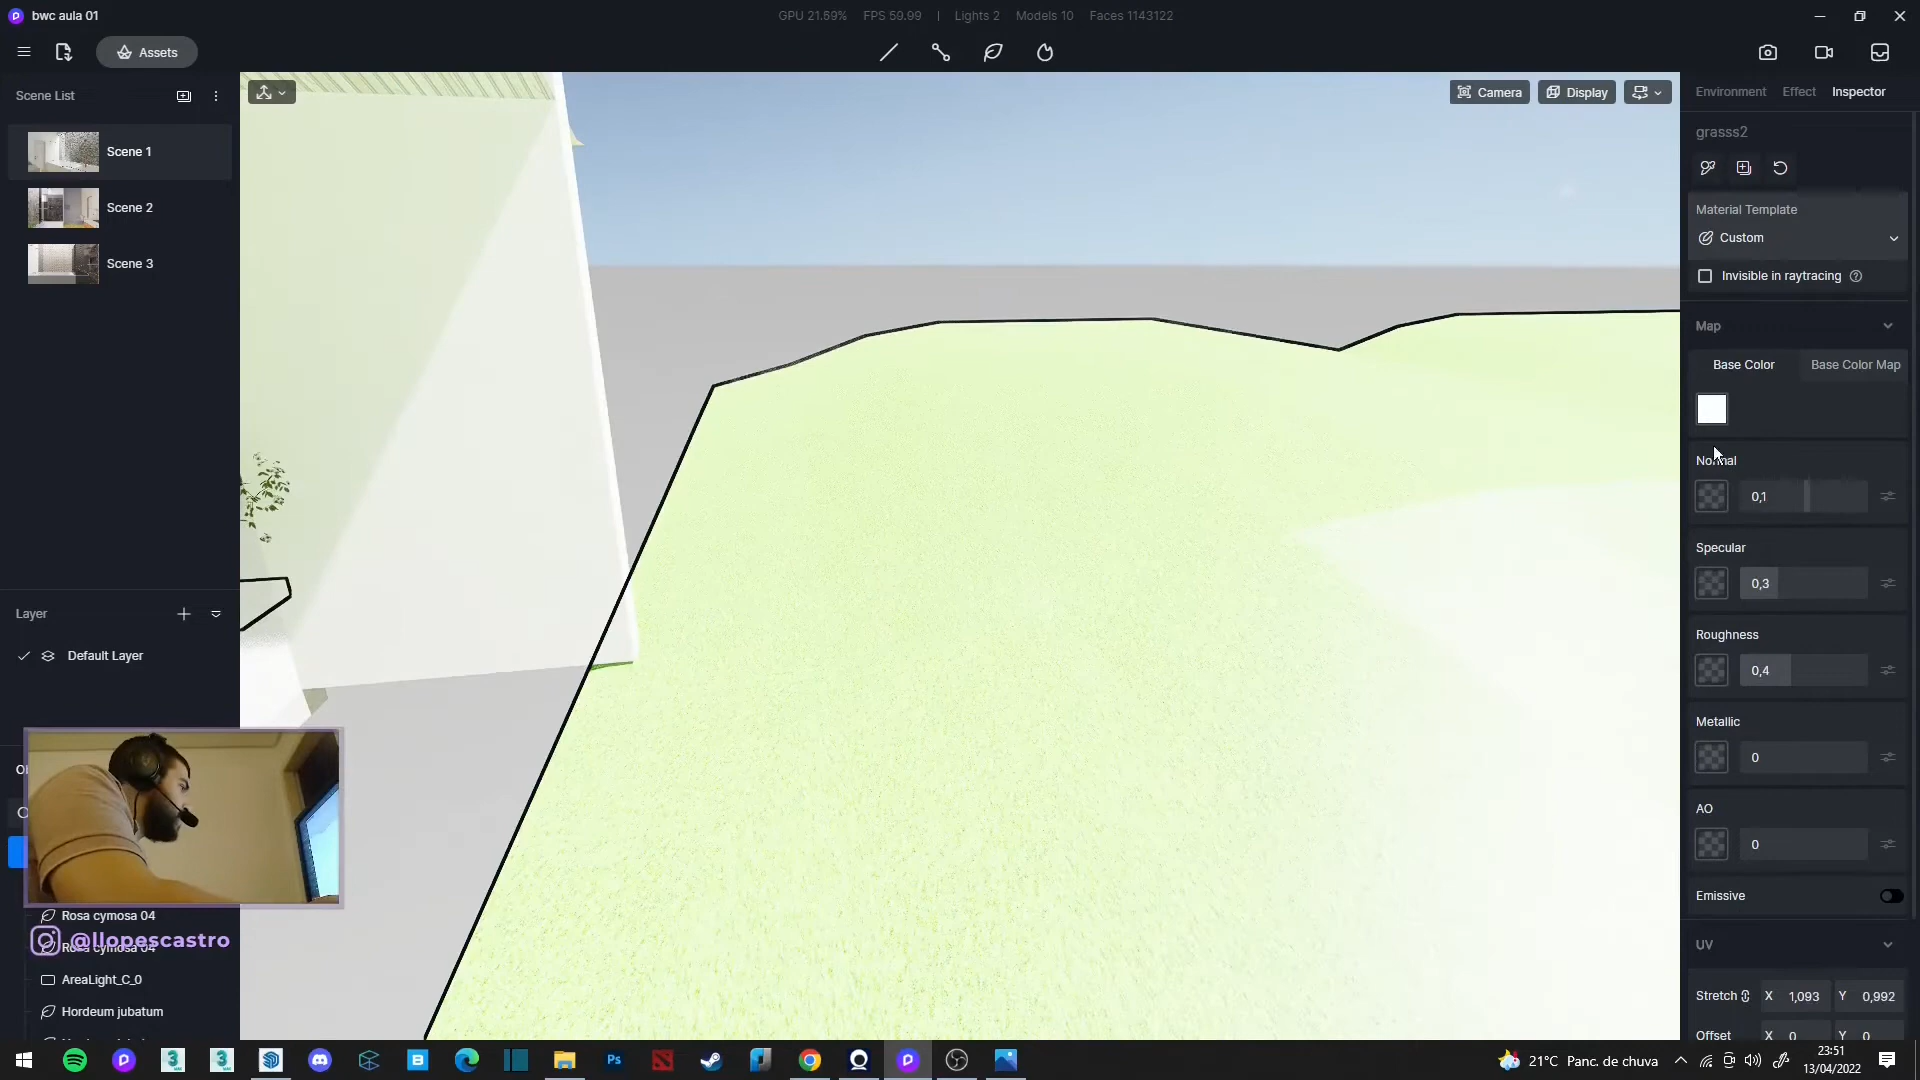 bwc aula 01
GPU 21.59% FPS 59.99 | Lights 2 Models 10 Faces 1143122
Assets
Scene List
Scene 1
Scene 2
Scene 3
Layer
Default Layer
Rosa cymosa 04
Rosa cymosa 04
@llopescastro
AreaLight_C_0
Hordeum jubatum
Camera
Display
Environment Effect Inspector
grasss2
Material Template
Custom
Invisible in raytracing
Map
Base Color Base Color Map
Normal
0,1
Specular
0,3
Roughness
0,4
Metallic
0
AO
0
Emissive
UV
Stretch X 1,093 Y 0,992
Offset X 0 Y 0
21°C Panc. de chuva
23:51
13/04/2022